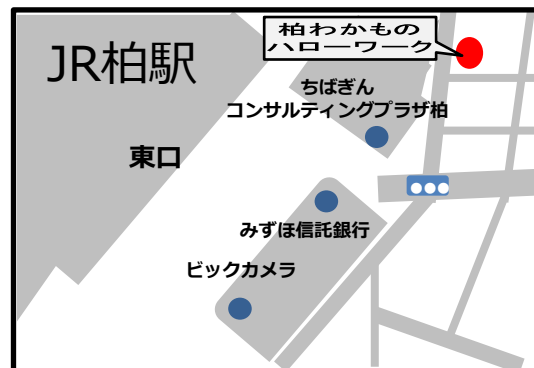 柏わかもの
ハローワーク
JR柏駅
ちばぎん
コンサルティングプラザ柏
東口
みずほ信託銀行
ビックカメラ